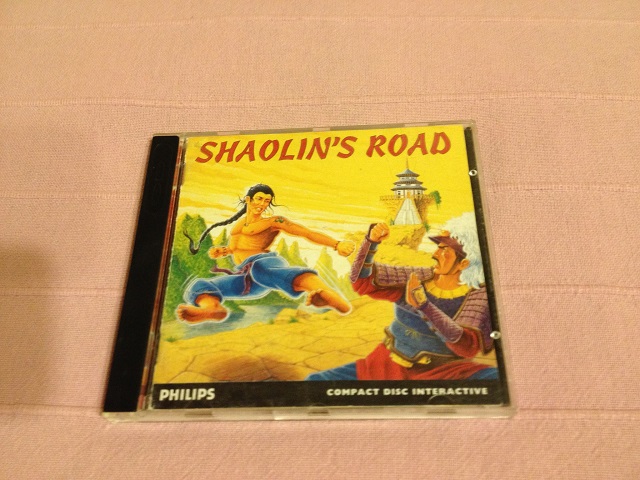 SHAOLIN'S ROAD
PHILIPS
COMPACT DISC INTERACTIVE